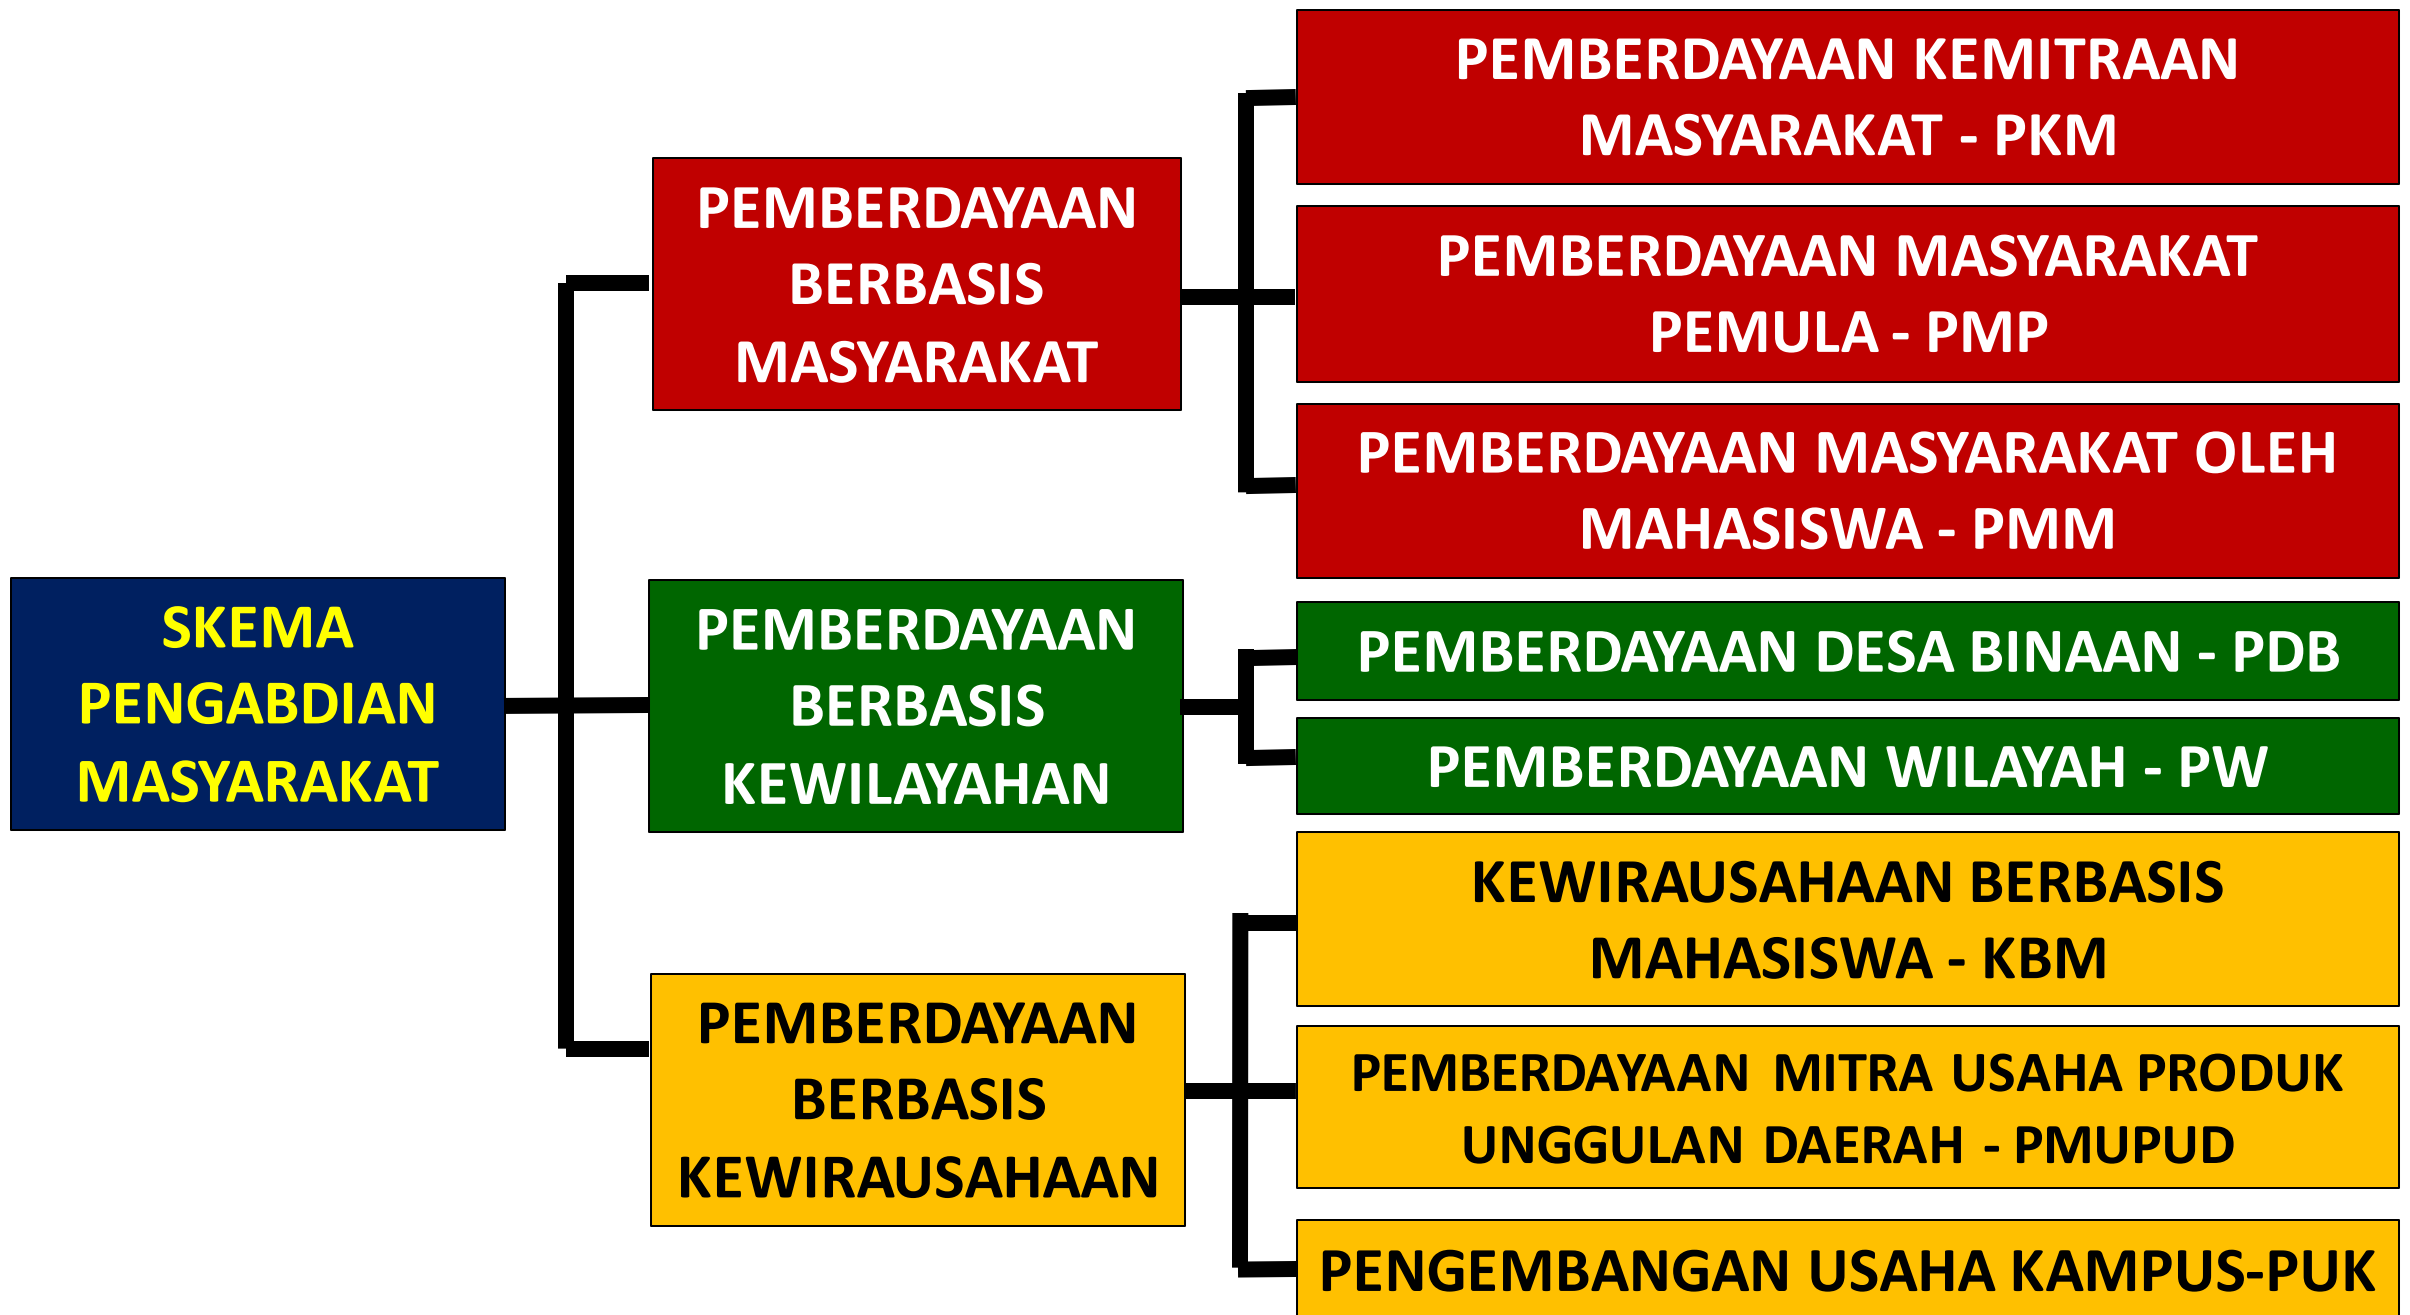 SKEMA
PENGABDIAN
MASYARAKAT
PEMBERDAYAAN
BERBASIS
MASYARAKAT
PEMBERDAYAAN KEMITRAAN
MASYARAKAT - PKM
PEMBERDAYAAN MASYARAKAT
PEMULA - PMP
PEMBERDAYAAN MASYARAKAT OLEH
MAHASISWA - PMM
PEMBERDAYAAN
BERBASIS
KEWILAYAHAN
PEMBERDAYAAN DESA BINAAN - PDB
PEMBERDAYAAN WILAYAH - PW
PEMBERDAYAAN
BERBASIS
KEWIRAUSAHAAN
KEWIRAUSAHAAN BERBASIS
MAHASISWA - KBM
PEMBERDAYAAN MITRA USAHA PRODUK
UNGGULAN DAERAH - PMUPUD
PENGEMBANGAN USAHA KAMPUS-PUK